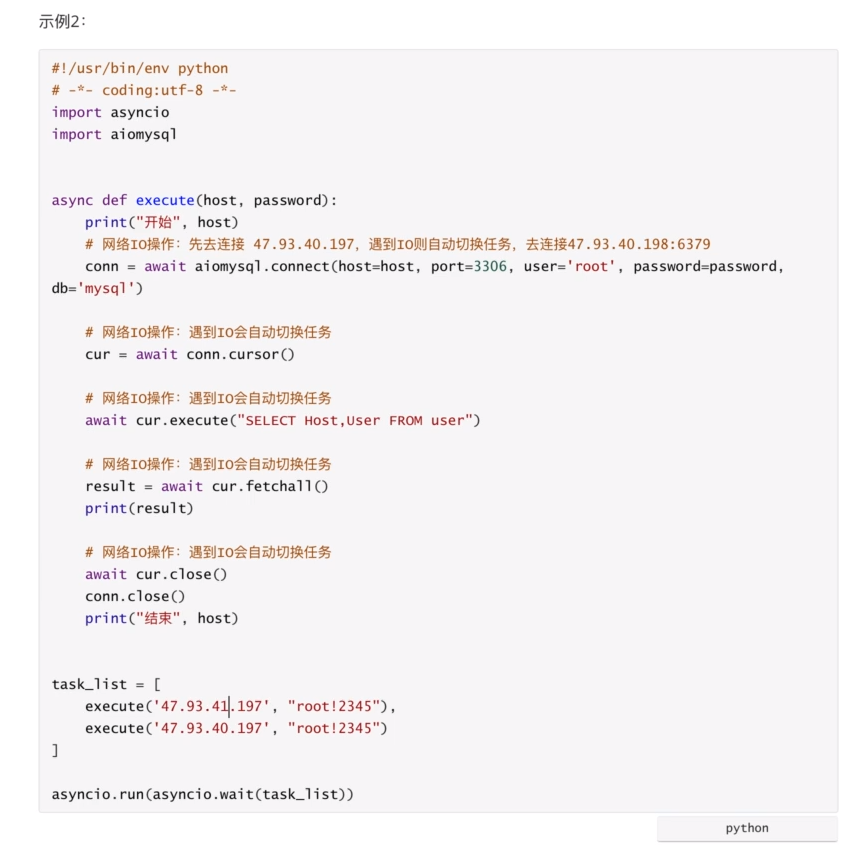 示例2：
#!/usr/bin/env python
# -*- coding:utf-8 -*-
import asyncio
import aiomysql
async def execute(host, password):
    print("开始", host)
    # 网络IO操作：先去连接 47.93.40.197，遇到IO则自动切换任务，去连接47.93.40.198:6379
    conn = await aiomysql.connect(host=host, port=3306, user='root', password=password,
db='mysql')
    # 网络IO操作：遇到IO会自动切换任务
    cur = await conn.cursor()
    # 网络IO操作：遇到IO会自动切换任务
    await cur.execute("SELECT Host,User FROM user")
    # 网络IO操作：遇到IO会自动切换任务
    result = await cur.fetchall()
    print(result)
    # 网络IO操作：遇到IO会自动切换任务
    await cur.close()
    conn.close()
    print("结束", host)
task_list = [
    execute('47.93.41.197', "root!2345"),
    execute('47.93.40.197', "root!2345")
]
asyncio.run(asyncio.wait(task_list))
python